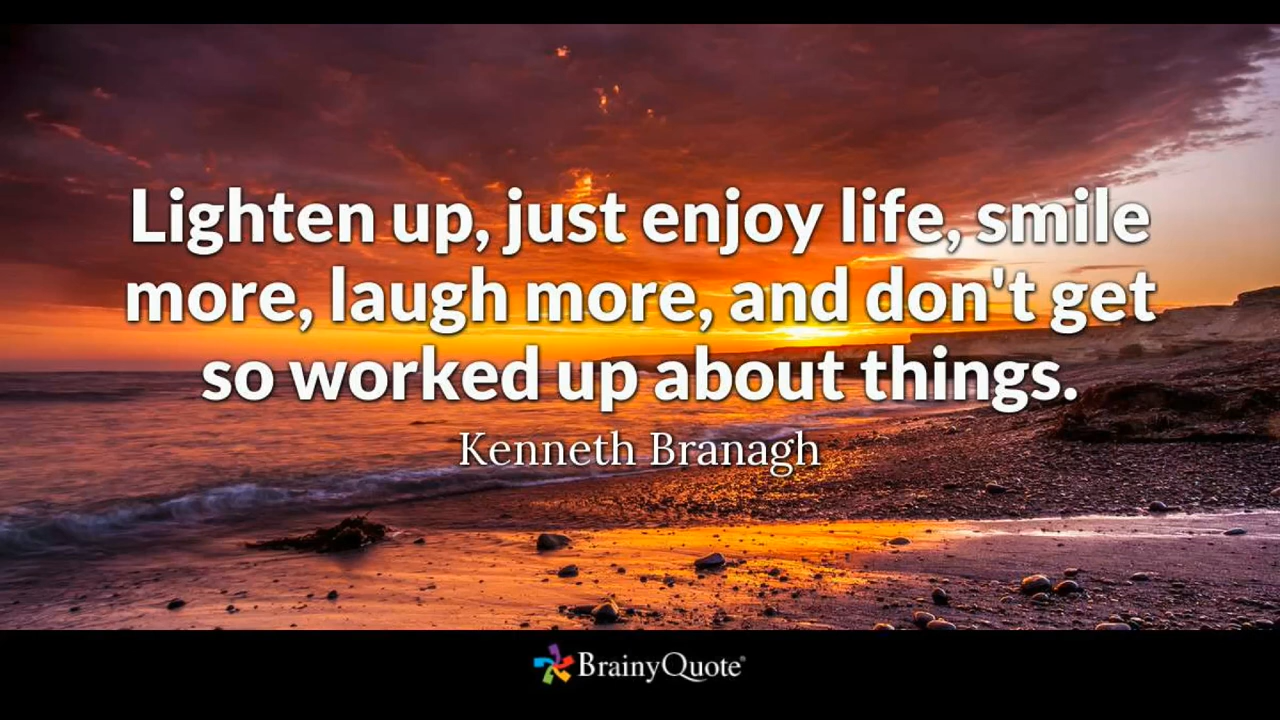 Lighten up, just enjoy life, smile
more, laugh more, and don't get
so worked up about things.
Kenneth Branagh
BrainyQuote®